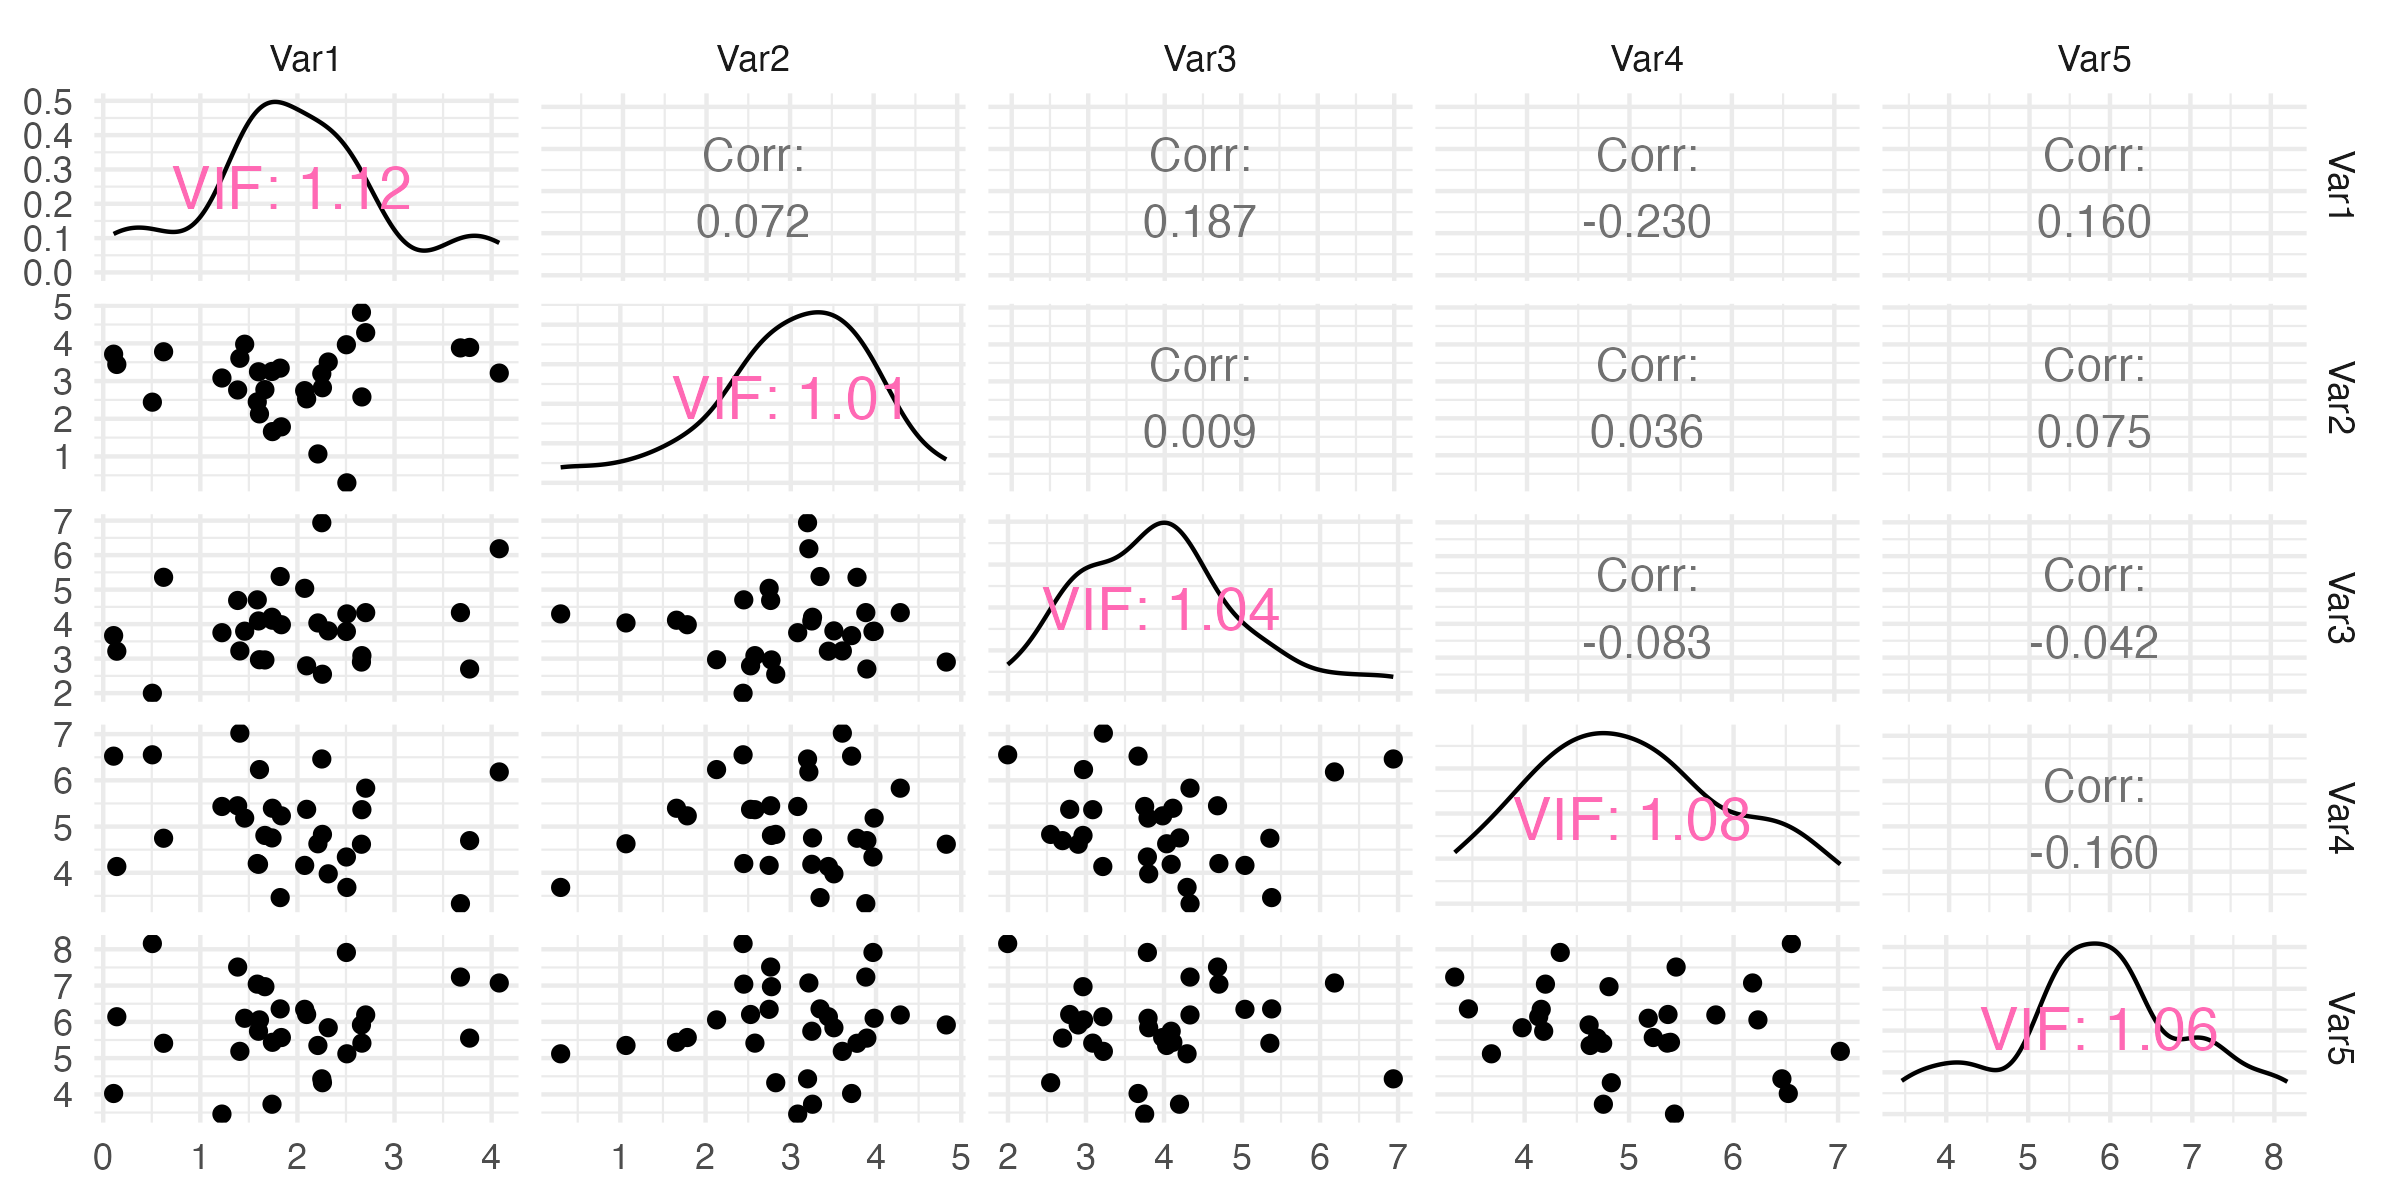 Var1 Var2 Var3 Var4 Var5
0.5
0.4
0.3
0.2
0.1
0.0
VIF: 1.12
Corr:
0.072
Corr:
0.187
Corr:
-0.230
Corr:
0.160
Var1
5
4
3
2
1
VIF: 1.01
Corr:
0.009
Corr:
0.036
Corr:
0.075
Var2
7
6
5
4
3
2
VIF: 1.04
Corr:
-0.083
Corr:
-0.042
Var3
7
6
5
4
VIF: 1.08
Corr:
-0.160
Var4
8
7
6
5
4
VIF: 1.06
Var5
0 1 2 3 4 1 2 3 4 5 2 3 4 5 6 7 4 5 6 7 4 5 6 7 8